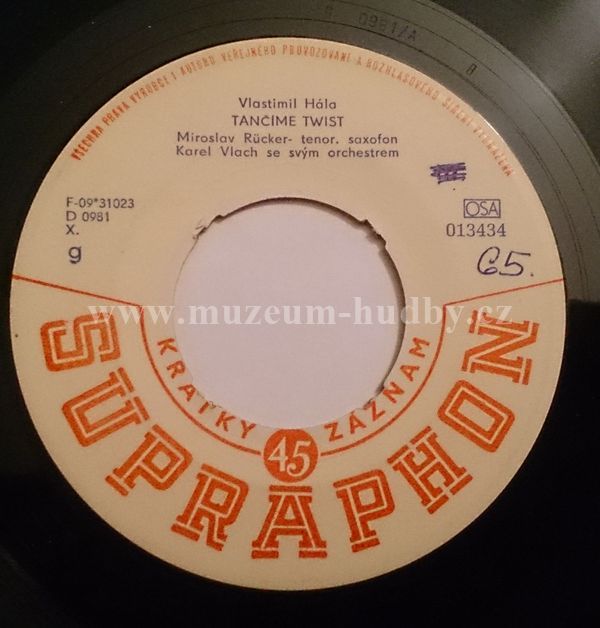 0981/A.
VŠECHNA PRÁVA VÝROBCE I AUTORŮ VEŘEJNÉHO PROVOZOVÁNÍ A ROZHLASOVÉHO ŠÍŘENÍ VYHRAZENA
Vlastimil Hála
TANČÍME TWIST
Miroslav Rücker- tenor. saxofon
Karel Vlach se svým orchestrem
F-09*31023
D 0981
X.
g
OSA
013434
65.
www.muzeum-hudby.cz
KRÁTKÝ 45 ZÁZNAM
SUPRAPHON